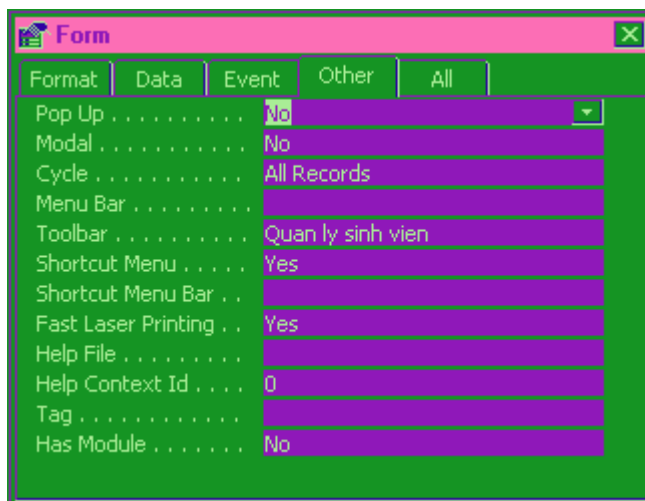 Form
Format Data Event Other All
Pop Up . . . . . . . . . . No
Modal . . . . . . . . . . . No
Cycle . . . . . . . . . . . All Records
Menu Bar . . . . . . . . .
Toolbar . . . . . . . . . . Quan ly sinh vien
Shortcut Menu . . . . . Yes
Shortcut Menu Bar . .
Fast Laser Printing . . Yes
Help File . . . . . . . . .
Help Context Id . . . . 0
Tag . . . . . . . . . . . .
Has Module . . . . . . . No